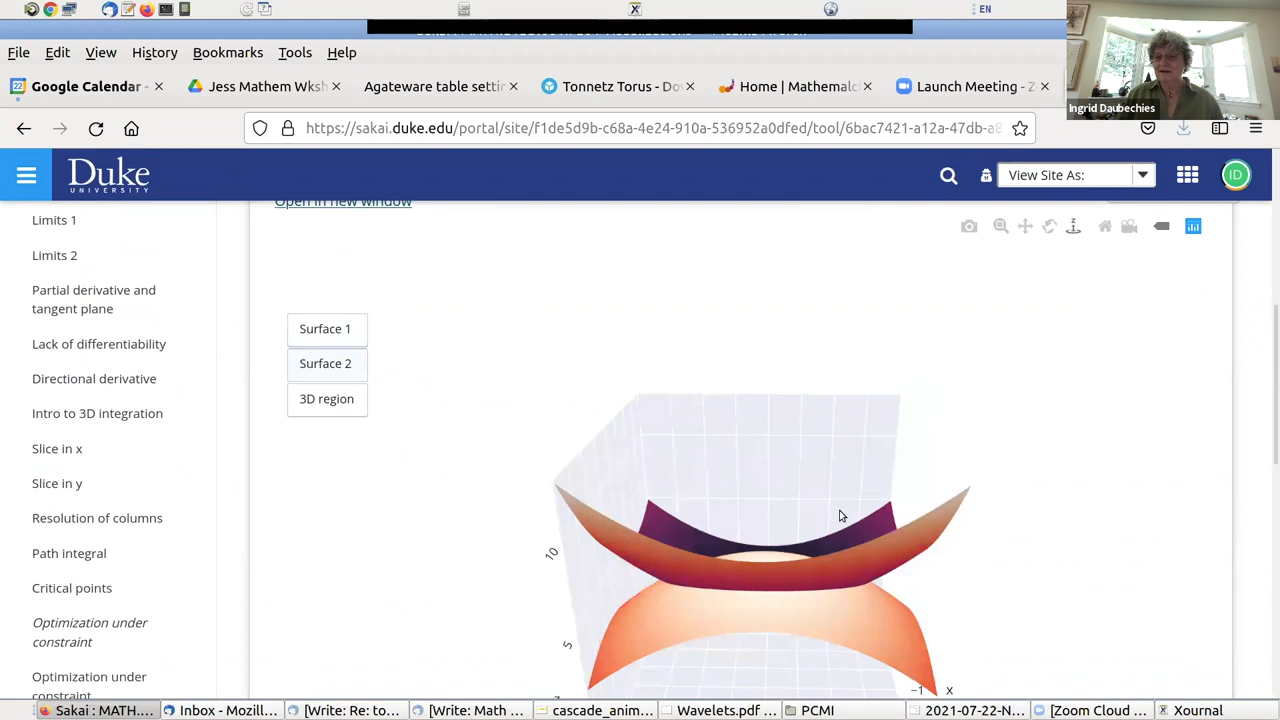 EN
File Edit View History Bookmarks Tools Help
Google Calendar - × Jess Mathem Wksh × Agateware table settin × Tonnetz Torus - Do × Home | Mathemalc × Launch Meeting - Z ×
Ingrid Daubechies
https://sakai.duke.edu/portal/site/f11e5d9b-c68a-4e24-910a-536952a0dfed/tool/6bac7421-a12a-47db-a8
Duke
UNIVERSITY
View Site As:
ID
Open in new window
Limits 1
Limits 2
Partial derivative and
tangent plane
Lack of differentiability
Directional derivative
Intro to 3D integration
Slice in x
Slice in y
Resolution of columns
Path integral
Critical points
Optimization under
constraint
Optimization under
constraint
z
Surface 1
Surface 2
3D region
10
5
−1 x
Sakai : MATH.... Inbox - Mozill... [Write: Re: to... [Write: Math ... cascade_anim... Wavelets.pdf ... PCMI 2021-07-22-N... [Zoom Cloud ... Xournal